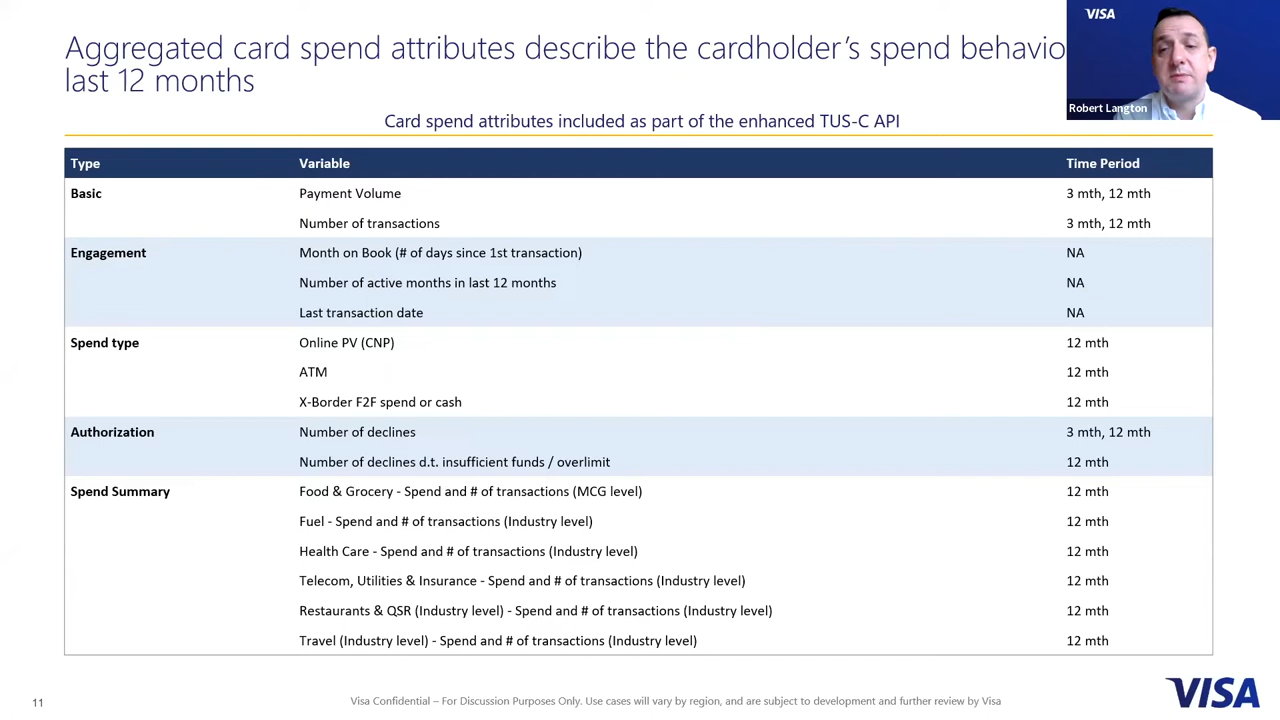 Aggregated card spend attributes describe the cardholder's spend behavio
last 12 months
VISA
Robert Langton
Card spend attributes included as part of the enhanced TUS-C API
Type Variable Time Period
Basic Payment Volume 3 mth, 12 mth
Number of transactions 3 mth, 12 mth
Engagement Month on Book (# of days since 1st transaction) NA
Number of active months in last 12 months NA
Last transaction date NA
Spend type Online PV (CNP) 12 mth
ATM 12 mth
X-Border F2F spend or cash 12 mth
Authorization Number of declines 3 mth, 12 mth
Number of declines d.t. insufficient funds / overlimit 12 mth
Spend Summary Food & Grocery - Spend and # of transactions (MCG level) 12 mth
Fuel - Spend and # of transactions (Industry level) 12 mth
Health Care - Spend and # of transactions (Industry level) 12 mth
Telecom, Utilities & Insurance - Spend and # of transactions (Industry level) 12 mth
Restaurants & QSR (Industry level) - Spend and # of transactions (Industry level) 12 mth
Travel (Industry level) - Spend and # of transactions (Industry level) 12 mth
11 Visa Confidential – For Discussion Purposes Only. Use cases will vary by region, and are subject to development and further review by Visa
VISA